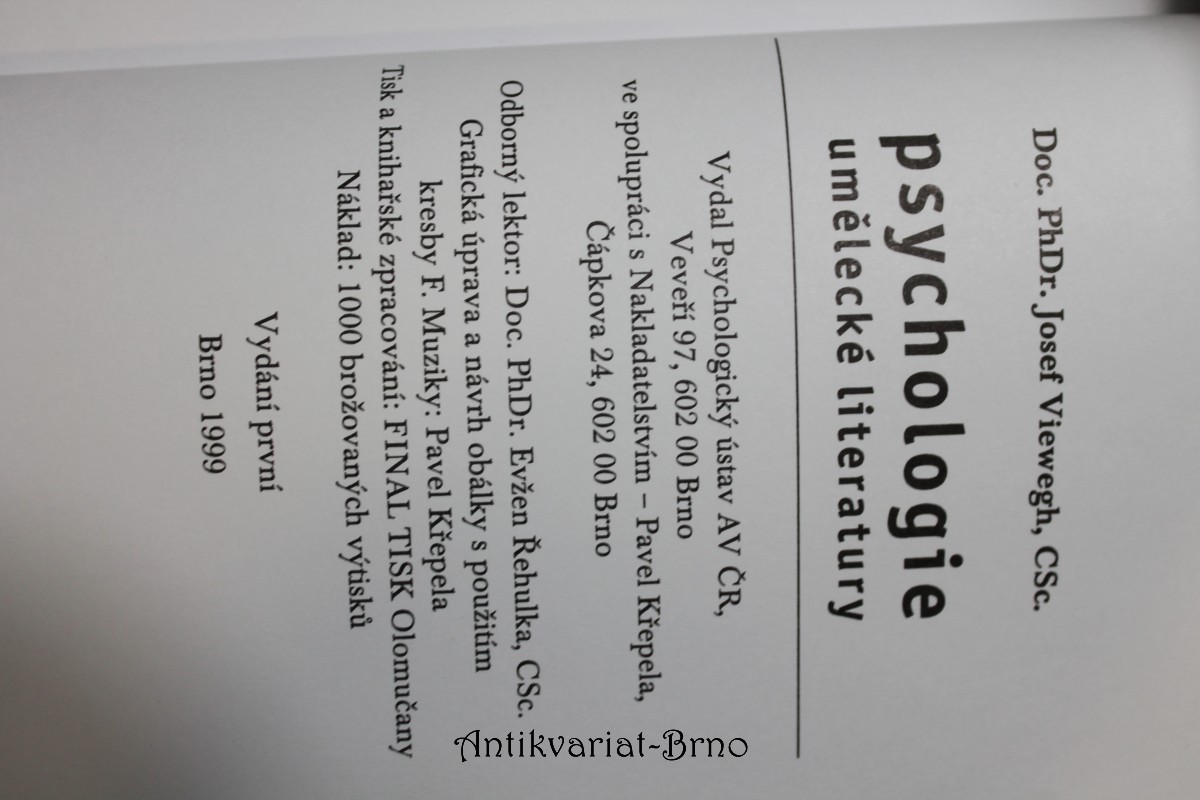 Doc. PhDr. Josef Viewegh, CSc.
psychologie
umělecké literatury
Vydal Psychologický ústav AV ČR,
Veveří 97, 602 00 Brno
ve spolupráci s Nakladatelstvím – Pavel Křepela,
Čápkova 24, 602 00 Brno
Odborný lektor: Doc. PhDr. Evžen Řehulka, CSc.
Grafická úprava a návrh obálky s použitím
kresby F. Muziky: Pavel Křepela
Tisk a knihařské zpracování: FINAL TISK Olomučany
Náklad: 1000 brožovaných výtisků
Vydání první
Brno 1999
Antikvariat-Brno